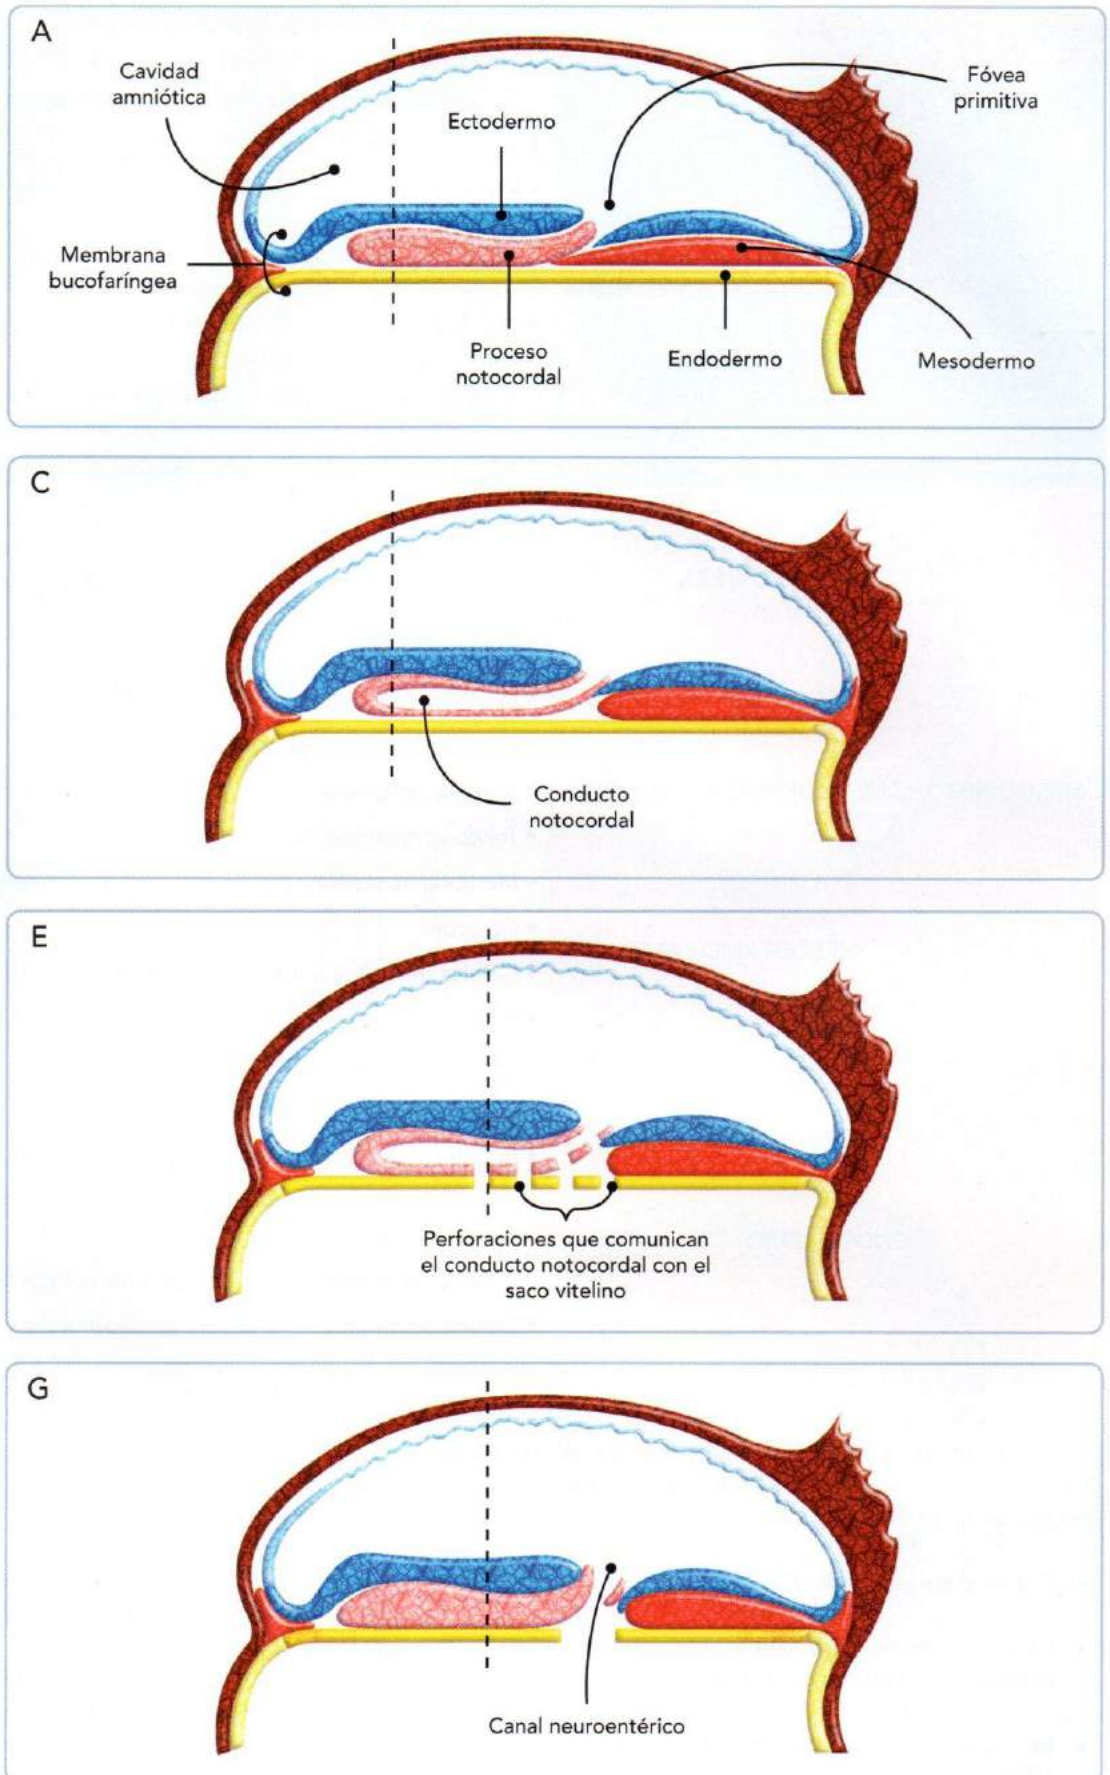 A
Cavidad
amniótica
Ectodermo
Fóvea
primitiva
Membrana
bucofaríngea
Proceso
notocordal
Endodermo
Mesodermo
C
Conducto
notocordal
E
Perforaciones que comunican
el conducto notocordal con el
saco vitelino
G
Canal neuroentérico